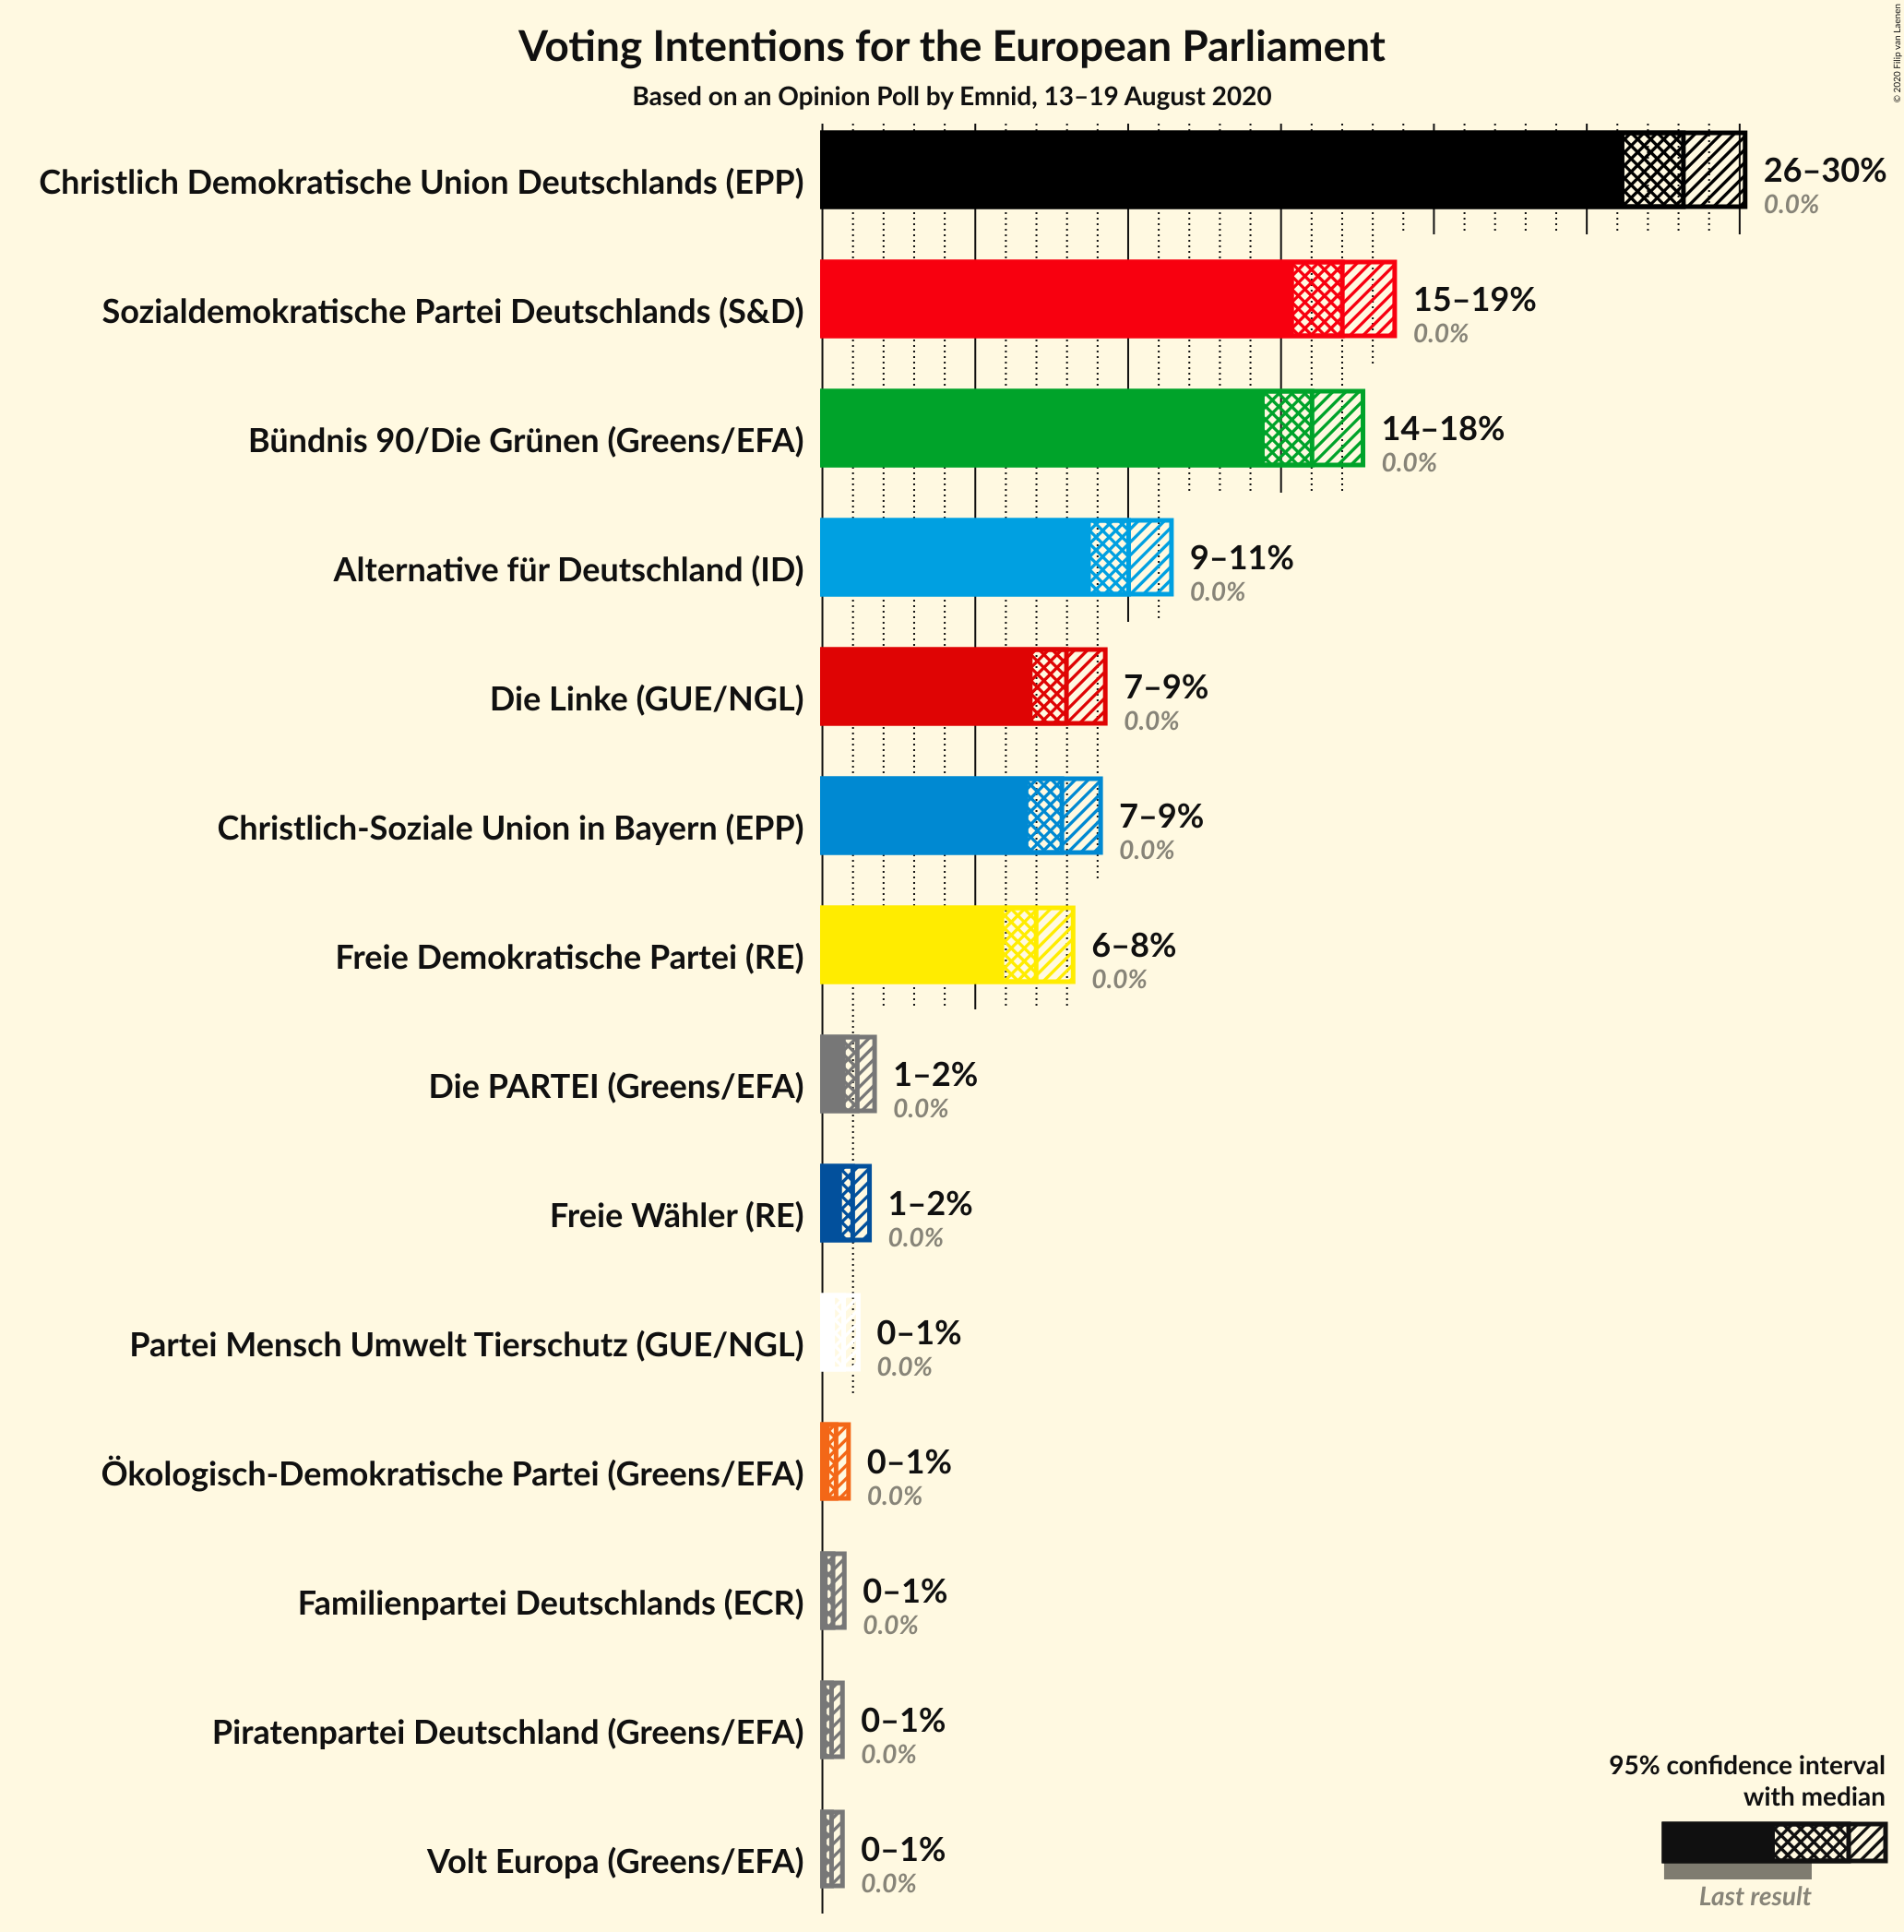 Voting Intentions for the European Parliament
Based on an Opinion Poll by Emnid, 13–19 August 2020
© 2020 Filip van Laenen
Christlich Demokratische Union Deutschlands (EPP)
26–30%
0.0%
Sozialdemokratische Partei Deutschlands (S&D)
15–19%
0.0%
Bündnis 90/Die Grünen (Greens/EFA)
14–18%
0.0%
Alternative für Deutschland (ID)
9–11%
0.0%
Die Linke (GUE/NGL)
7–9%
0.0%
Christlich-Soziale Union in Bayern (EPP)
7–9%
0.0%
Freie Demokratische Partei (RE)
6–8%
0.0%
Die PARTEI (Greens/EFA)
1–2%
0.0%
Freie Wähler (RE)
1–2%
0.0%
Partei Mensch Umwelt Tierschutz (GUE/NGL)
0–1%
0.0%
Ökologisch-Demokratische Partei (Greens/EFA)
0–1%
0.0%
Familienpartei Deutschlands (ECR)
0–1%
0.0%
Piratenpartei Deutschland (Greens/EFA)
0–1%
0.0%
Volt Europa (Greens/EFA)
0–1%
0.0%
95% confidence interval
with median
Last result